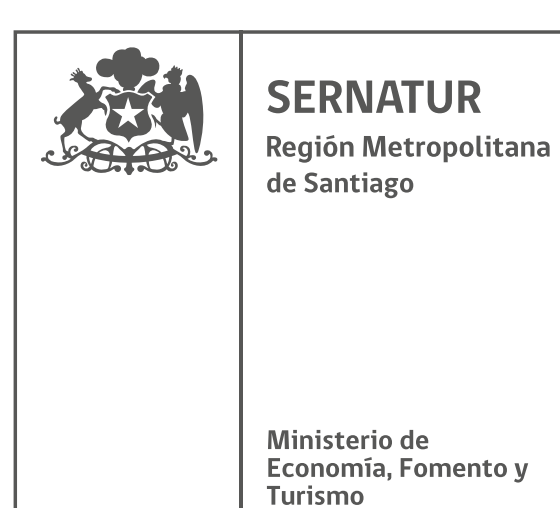 SERNATUR
Región Metropolitana
de Santiago
Ministerio de
Economía, Fomento y
Turismo